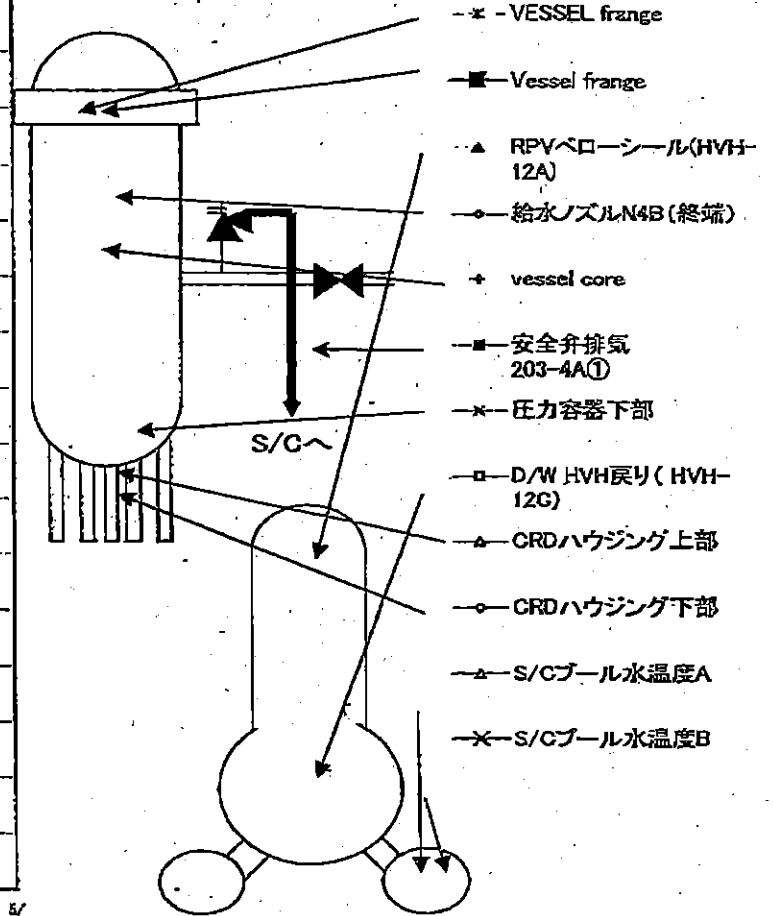 VESSEL frange
Vessel frange
RPVベローシール(HVH-
12A)
給水ノズルN4B(終端)
vessel core
安全弁排気
203-4A①
圧力容器下部
S/Cへ
D/W HVH戻り( HVH-
12G)
CRDハウジング上部
CRDハウジング下部
S/Cプール水温度A
S/Cプール水温度B
5/